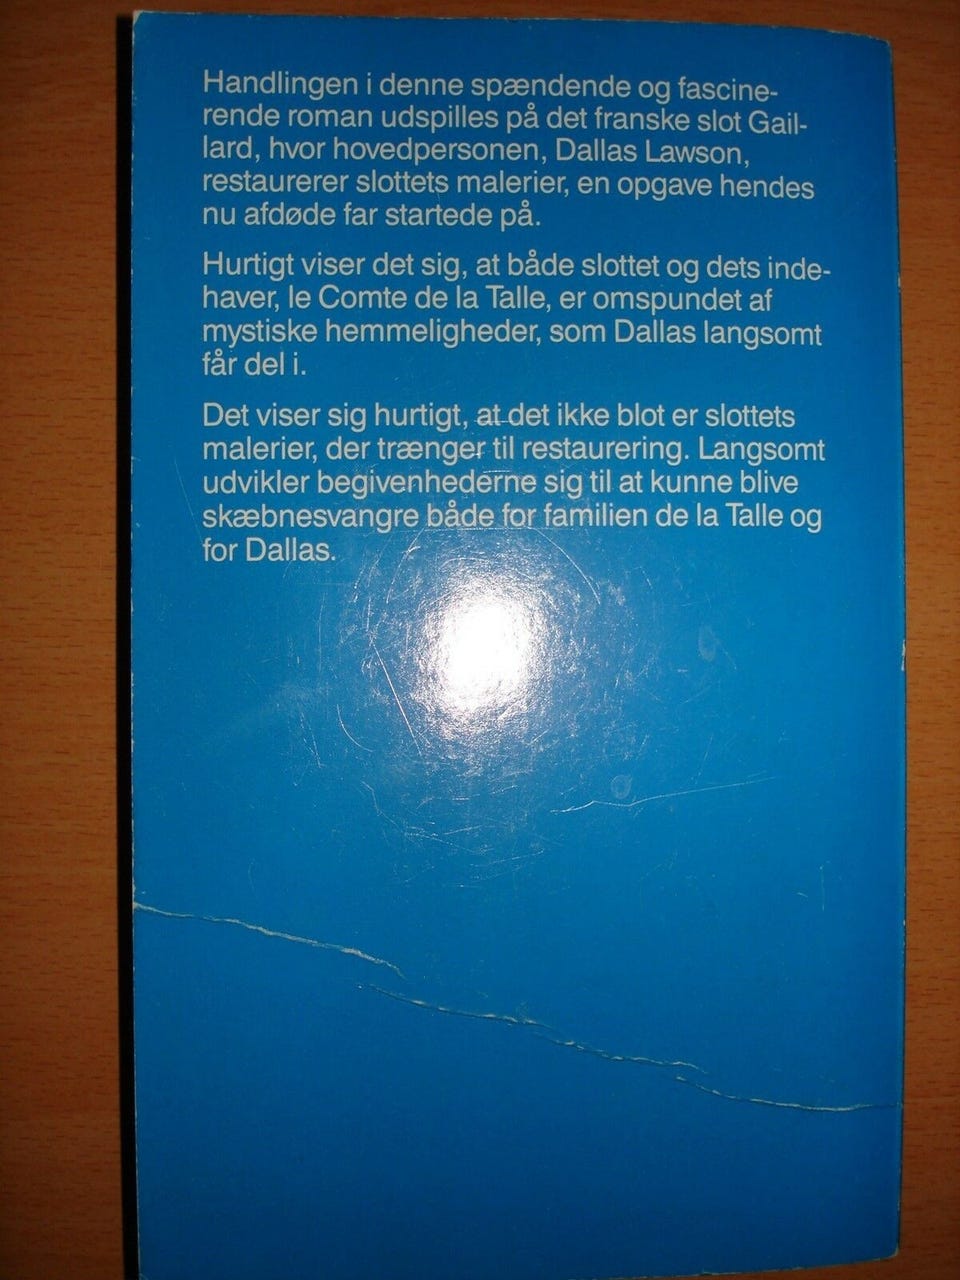 Handlingen i denne spændende og fascine-
rende roman udspilles på det franske slot Gail-
lard, hvor hovedpersonen, Dallas Lawson,
restaurerer slottets malerier, en opgave hendes
nu afdøde far startede på.
Hurtigt viser det sig, at både slottet og dets inde-
haver, le Comte de la Talle, er omspundet af
mystiske hemmeligheder, som Dallas langsomt
får del i.
Det viser sig hurtigt, at det ikke blot er slottets
malerier, der trænger til restaurering. Langsomt
udvikler begivenhederne sig til at kunne blive
skæbnesvangre både for familien de la Talle og
for Dallas.